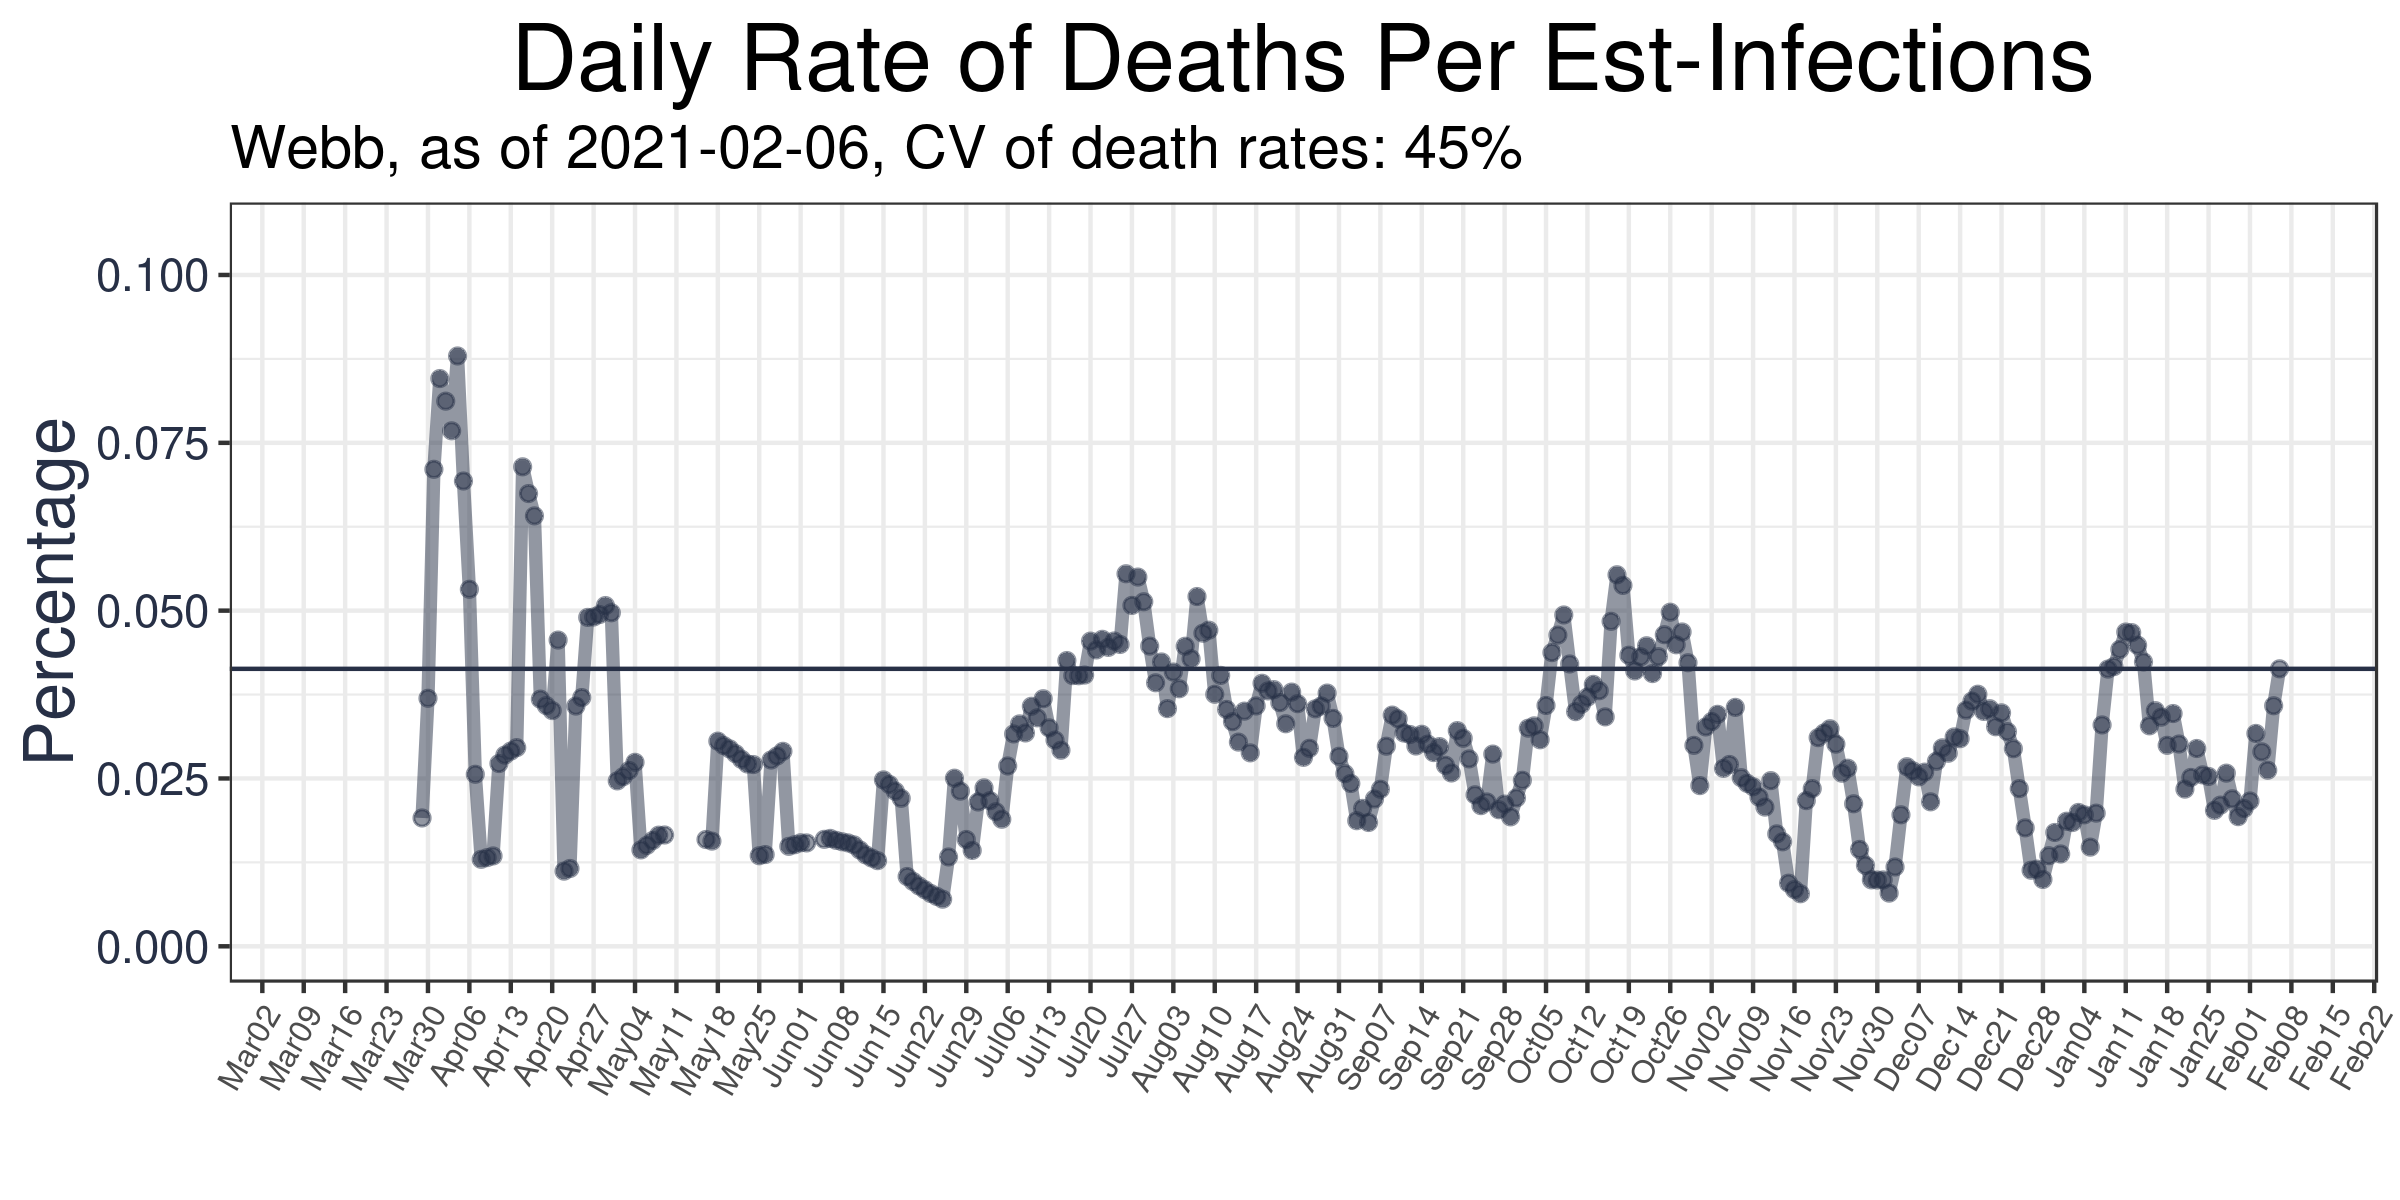 Daily Rate of Deaths Per Est-Infections
Webb, as of 2021-02-06, CV of death rates: 45%
Percentage
0.100
0.075
0.050
0.025
0.000
Mar02 Mar09 Mar16 Mar23 Mar30 Apr06 Apr13 Apr20 Apr27 May04 May11 May18 May25 Jun01 Jun08 Jun15 Jun22 Jun29 Jul06 Jul13 Jul20 Jul27 Aug03 Aug10 Aug17 Aug24 Aug31 Sep07 Sep14 Sep21 Sep28 Oct05 Oct12 Oct19 Oct26 Nov02 Nov09 Nov16 Nov23 Nov30 Dec07 Dec14 Dec21 Dec28 Jan04 Jan11 Jan18 Jan25 Feb01 Feb08 Feb15 Feb22